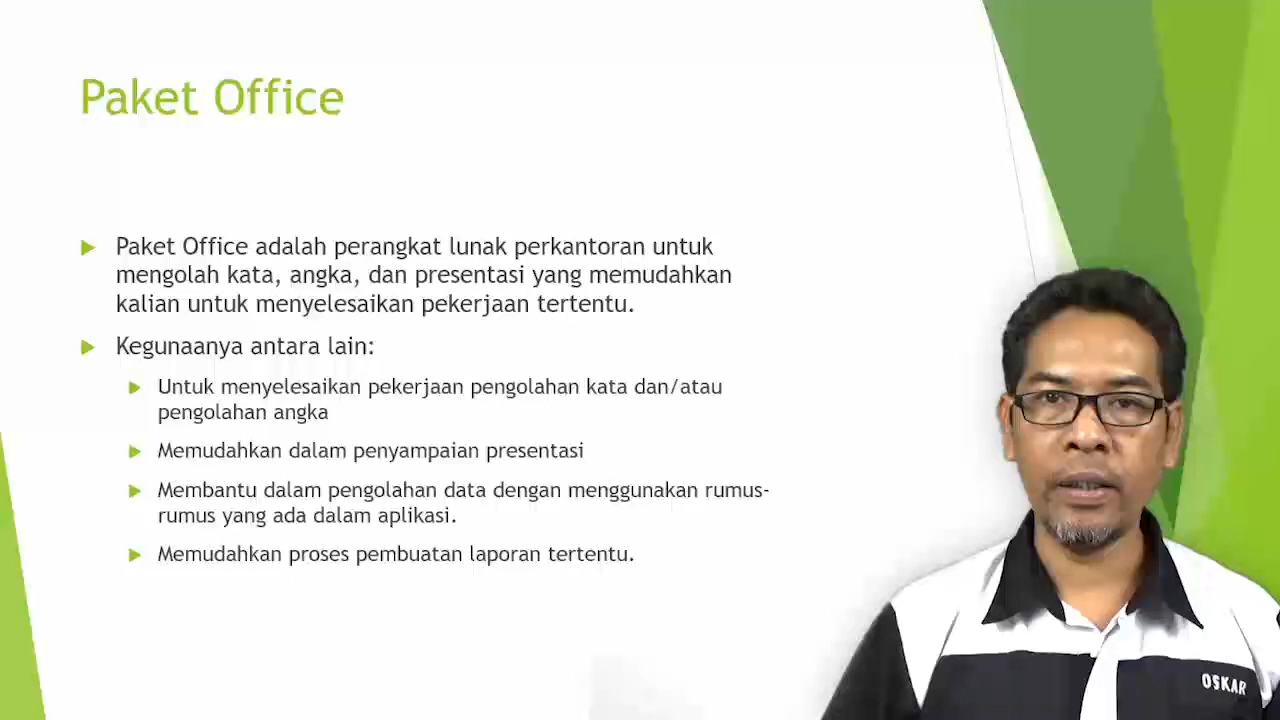 Paket Office
Paket Office adalah perangkat lunak perkantoran untuk
mengolah kata, angka, dan presentasi yang memudahkan
kalian untuk menyelesaikan pekerjaan tertentu.
Kegunaanya antara lain:
Untuk menyelesaikan pekerjaan pengolahan kata dan/atau
pengolahan angka
Memudahkan dalam penyampaian presentasi
Membantu dalam pengolahan data dengan menggunakan rumus-
rumus yang ada dalam aplikasi.
Memudahkan proses pembuatan laporan tertentu.
OSKAR